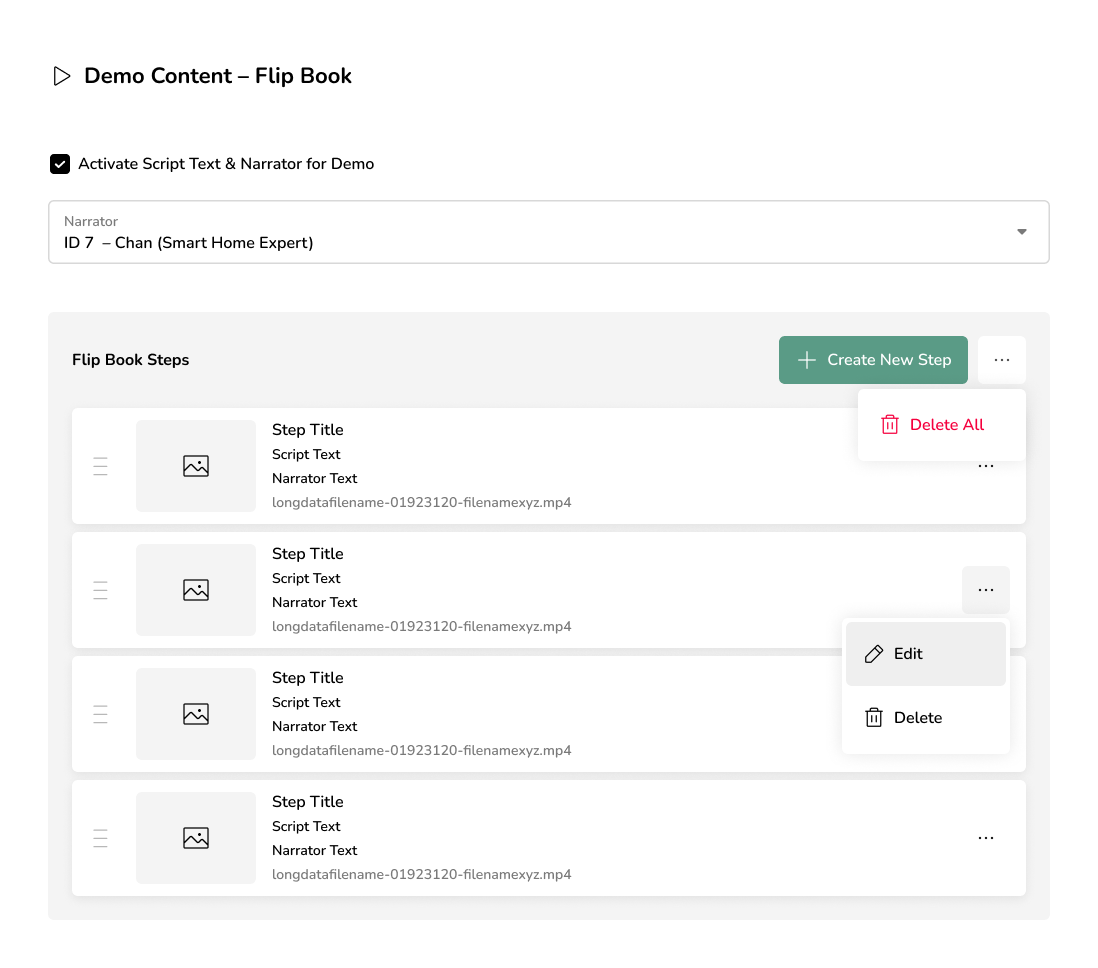 Demo Content – Flip Book
Activate Script Text & Narrator for Demo
Narrator
ID 7 – Chan (Smart Home Expert)
Flip Book Steps
Create New Step
...
Delete All
Step Title
Script Text
Narrator Text
longdatafilename-01923120-filenamexyz.mp4
...
Step Title
Script Text
Narrator Text
longdatafilename-01923120-filenamexyz.mp4
...
Edit
Delete
Step Title
Script Text
Narrator Text
longdatafilename-01923120-filenamexyz.mp4
Step Title
Script Text
Narrator Text
longdatafilename-01923120-filenamexyz.mp4
...